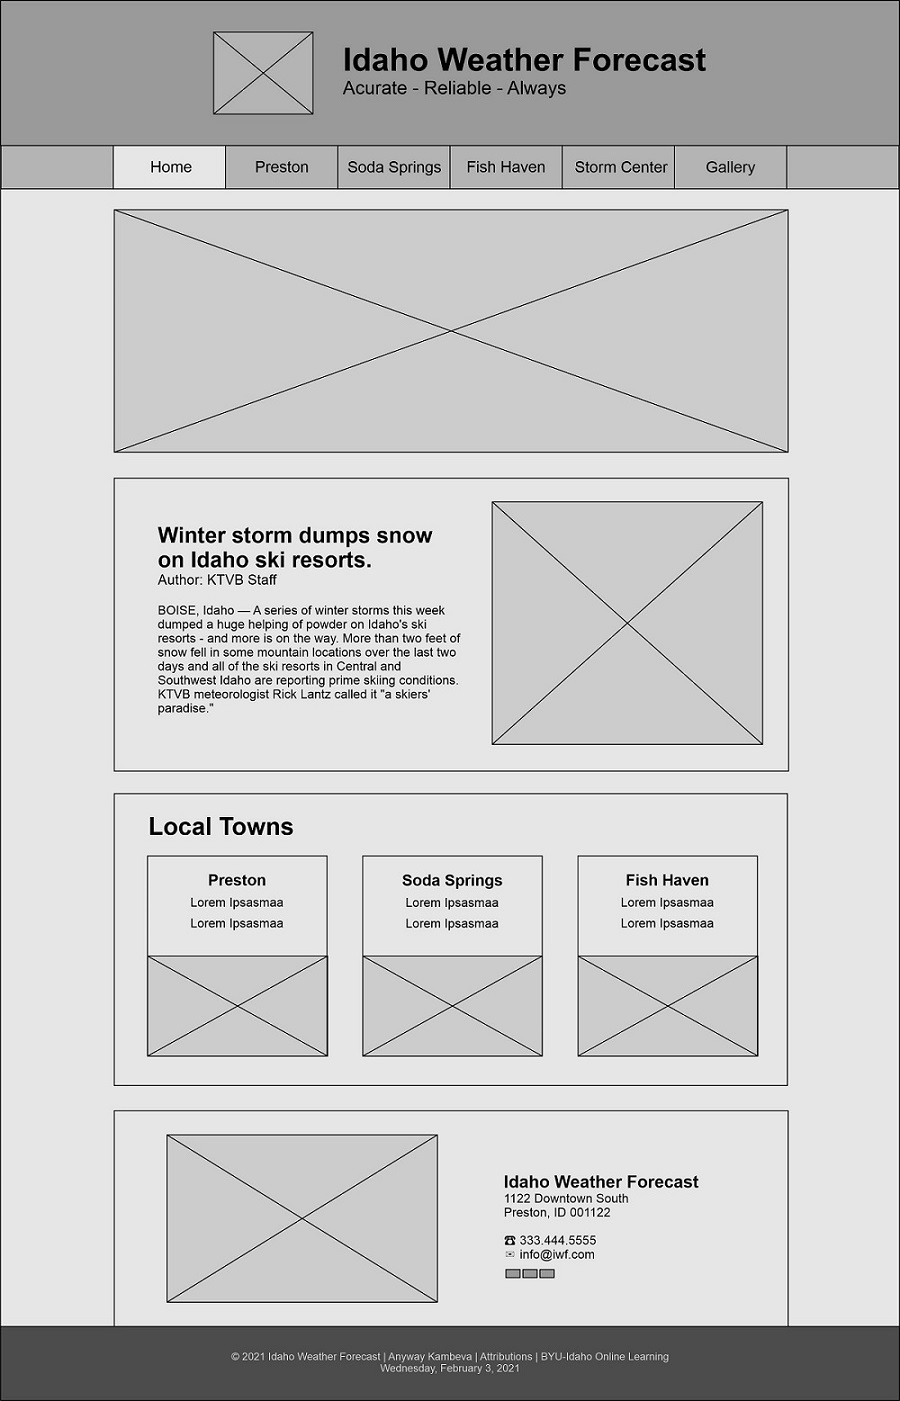 Idaho Weather Forecast
Acurate - Reliable - Always
Home
Preston
Soda Springs
Fish Haven
Storm Center
Gallery
Winter storm dumps snow
on Idaho ski resorts.
Author: KTVB Staff
BOISE, Idaho — A series of winter storms this week
dumped a huge helping of powder on Idaho's ski
resorts - and more is on the way. More than two feet of
snow fell in some mountain locations over the last two
days and all of the ski resorts in Central and
Southwest Idaho are reporting prime skiing conditions.
KTVB meteorologist Rick Lantz called it "a skiers'
paradise."
Local Towns
Preston
Lorem Ipsasmaa
Lorem Ipsasmaa
Soda Springs
Lorem Ipsasmaa
Lorem Ipsasmaa
Fish Haven
Lorem Ipsasmaa
Lorem Ipsasmaa
Idaho Weather Forecast
1122 Downtown South
Preston, ID 001122
☎ 333.444.5555
✉ info@iwf.com
© 2021 Idaho Weather Forecast | Anyway Kambeva | Attributions | BYU-Idaho Online Learning
Wednesday, February 3, 2021